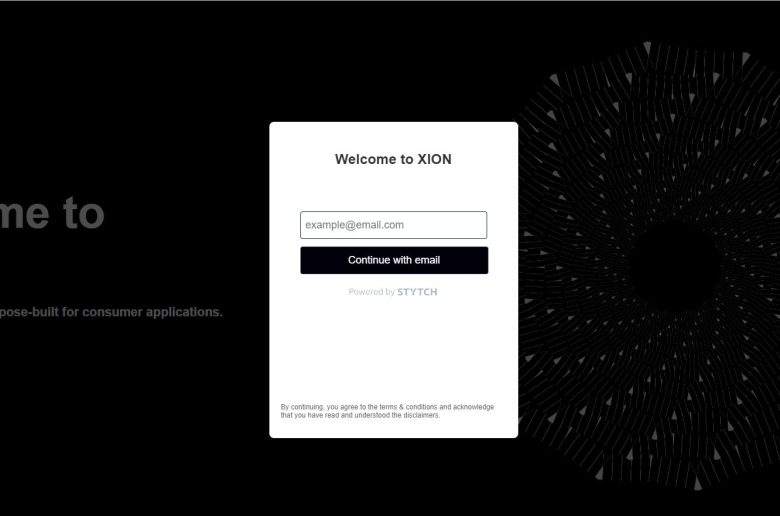 Welcome to XION
me to
example@email.com
Continue with email
Powered by STYTCH
pose-built for consumer applications.
By continuing, you agree to the terms & conditions and acknowledge
that you have read and understood the disclaimers.